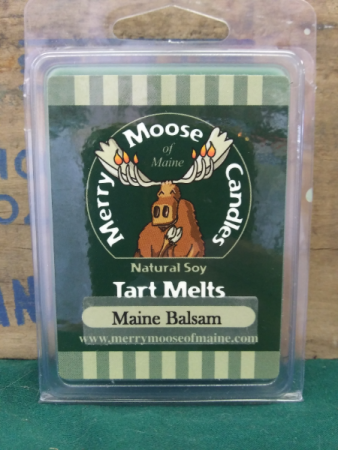 Merry Moose Candles
of
Maine
Natural Soy
Tart Melts
Maine Balsam
www.merrymooseofmaine.com